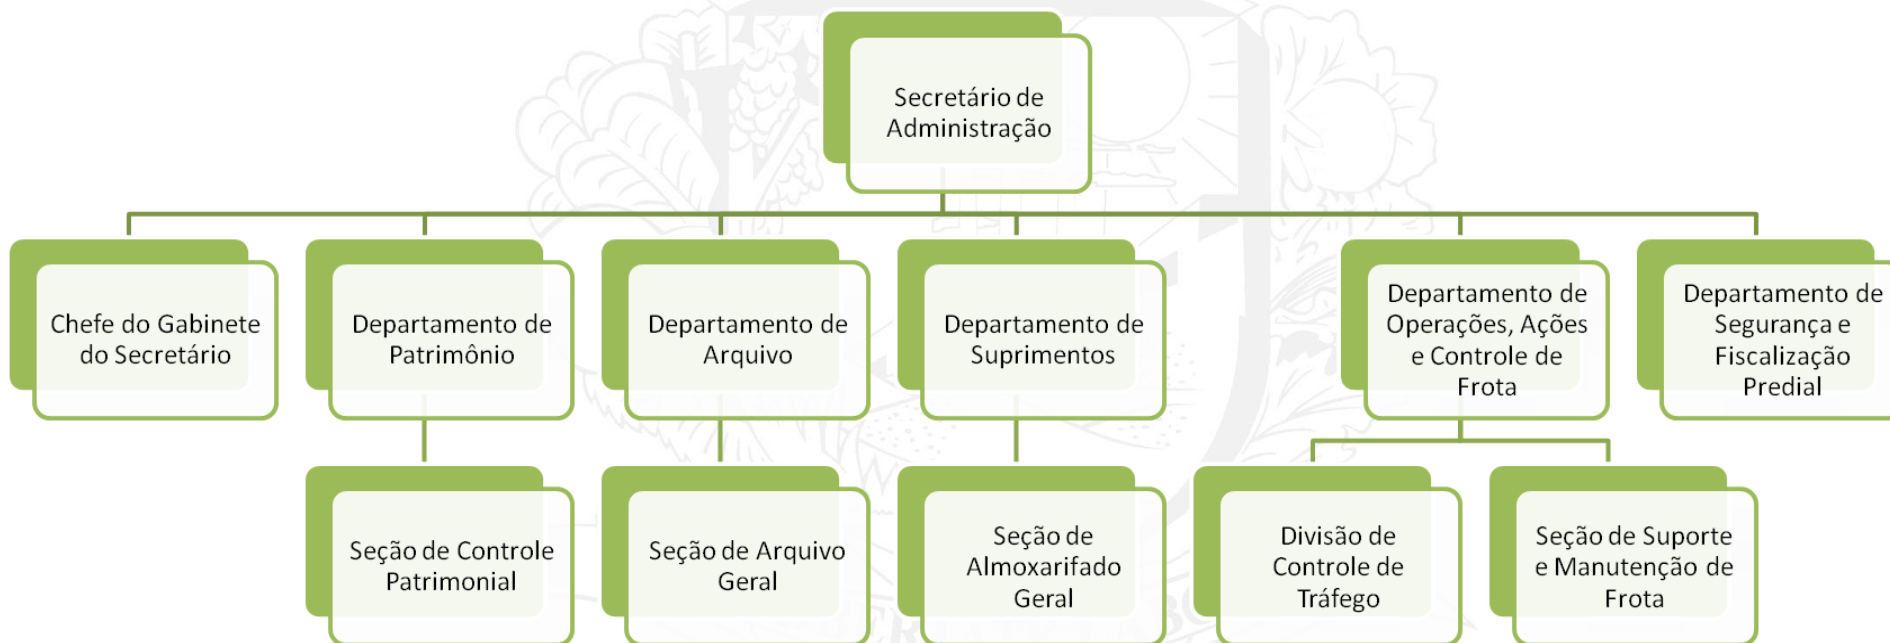 Secretário de
Administração
Chefe do Gabinete
do Secretário
Departamento de
Patrimônio
Departamento de
Arquivo
Departamento de
Suprimentos
Departamento de
Operações, Ações
e Controle de
Frota
Departamento de
Segurança e
Fiscalização
Predial
Seção de Controle
Patrimonial
Seção de Arquivo
Geral
Seção de
Almoxarifado
Geral
Divisão de
Controle de
Tráfego
Seção de Suporte
e Manutenção de
Frota